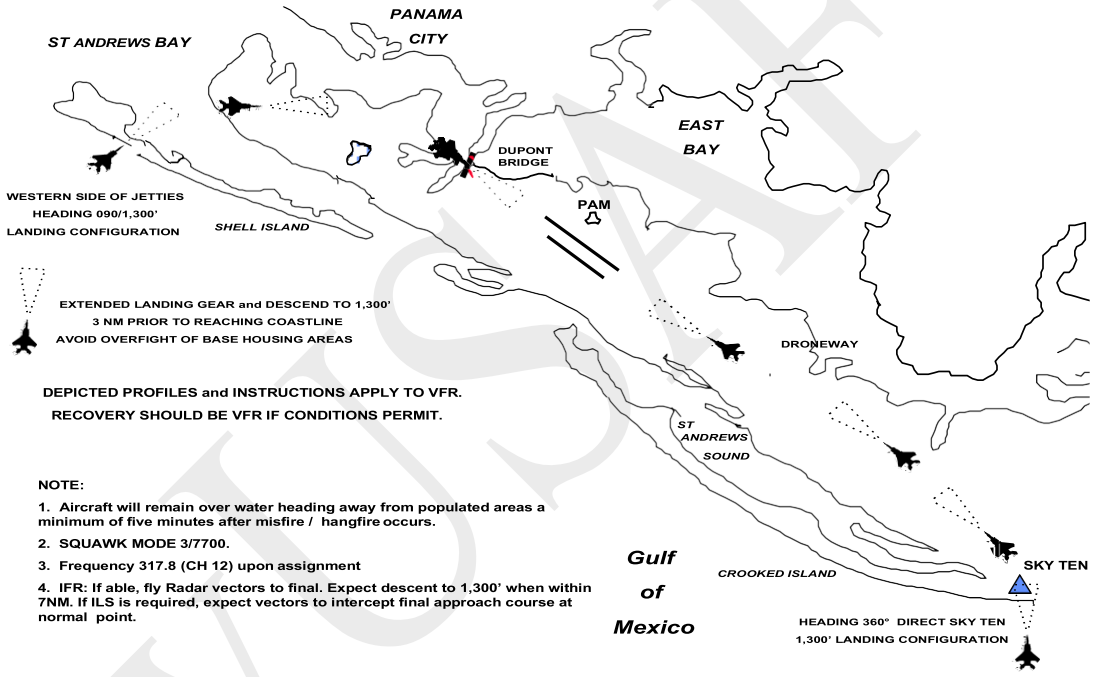 PANAMA
CITY
ST ANDREWS BAY
EAST
BAY
DUPONT
BRIDGE
PAM
WESTERN SIDE OF JETTIES
HEADING 090/1,300'
LANDING CONFIGURATION
SHELL ISLAND
EXTENDED LANDING GEAR and DESCEND TO 1,300'
3 NM PRIOR TO REACHING COASTLINE
AVOID OVERFIGHT OF BASE HOUSING AREAS
DRONEWAY
DEPICTED PROFILES and INSTRUCTIONS APPLY TO VFR.
RECOVERY SHOULD BE VFR IF CONDITIONS PERMIT.
ST
ANDREWS
SOUND
NOTE:
1. Aircraft will remain over water heading away from populated areas a
minimum of five minutes after misfire / hangfire occurs.
2. SQUAWK MODE 3/7700.
3. Frequency 317.8 (CH 12) upon assignment
4. IFR: If able, fly Radar vectors to final. Expect descent to 1,300' when within
7NM. If ILS is required, expect vectors to intercept final approach course at
normal point.
Gulf
of
Mexico
CROOKED ISLAND
SKY TEN
HEADING 360° DIRECT SKY TEN
1,300' LANDING CONFIGURATION
USAF